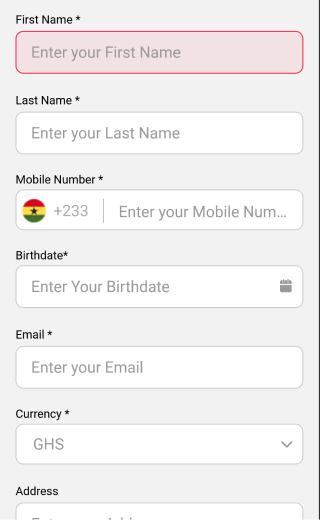 First Name *
Enter your First Name
Last Name *
Enter your Last Name
Mobile Number *
+233 Enter your Mobile Num...
Birthdate*
Enter Your Birthdate
Email *
Enter your Email
Currency *
GHS
Address